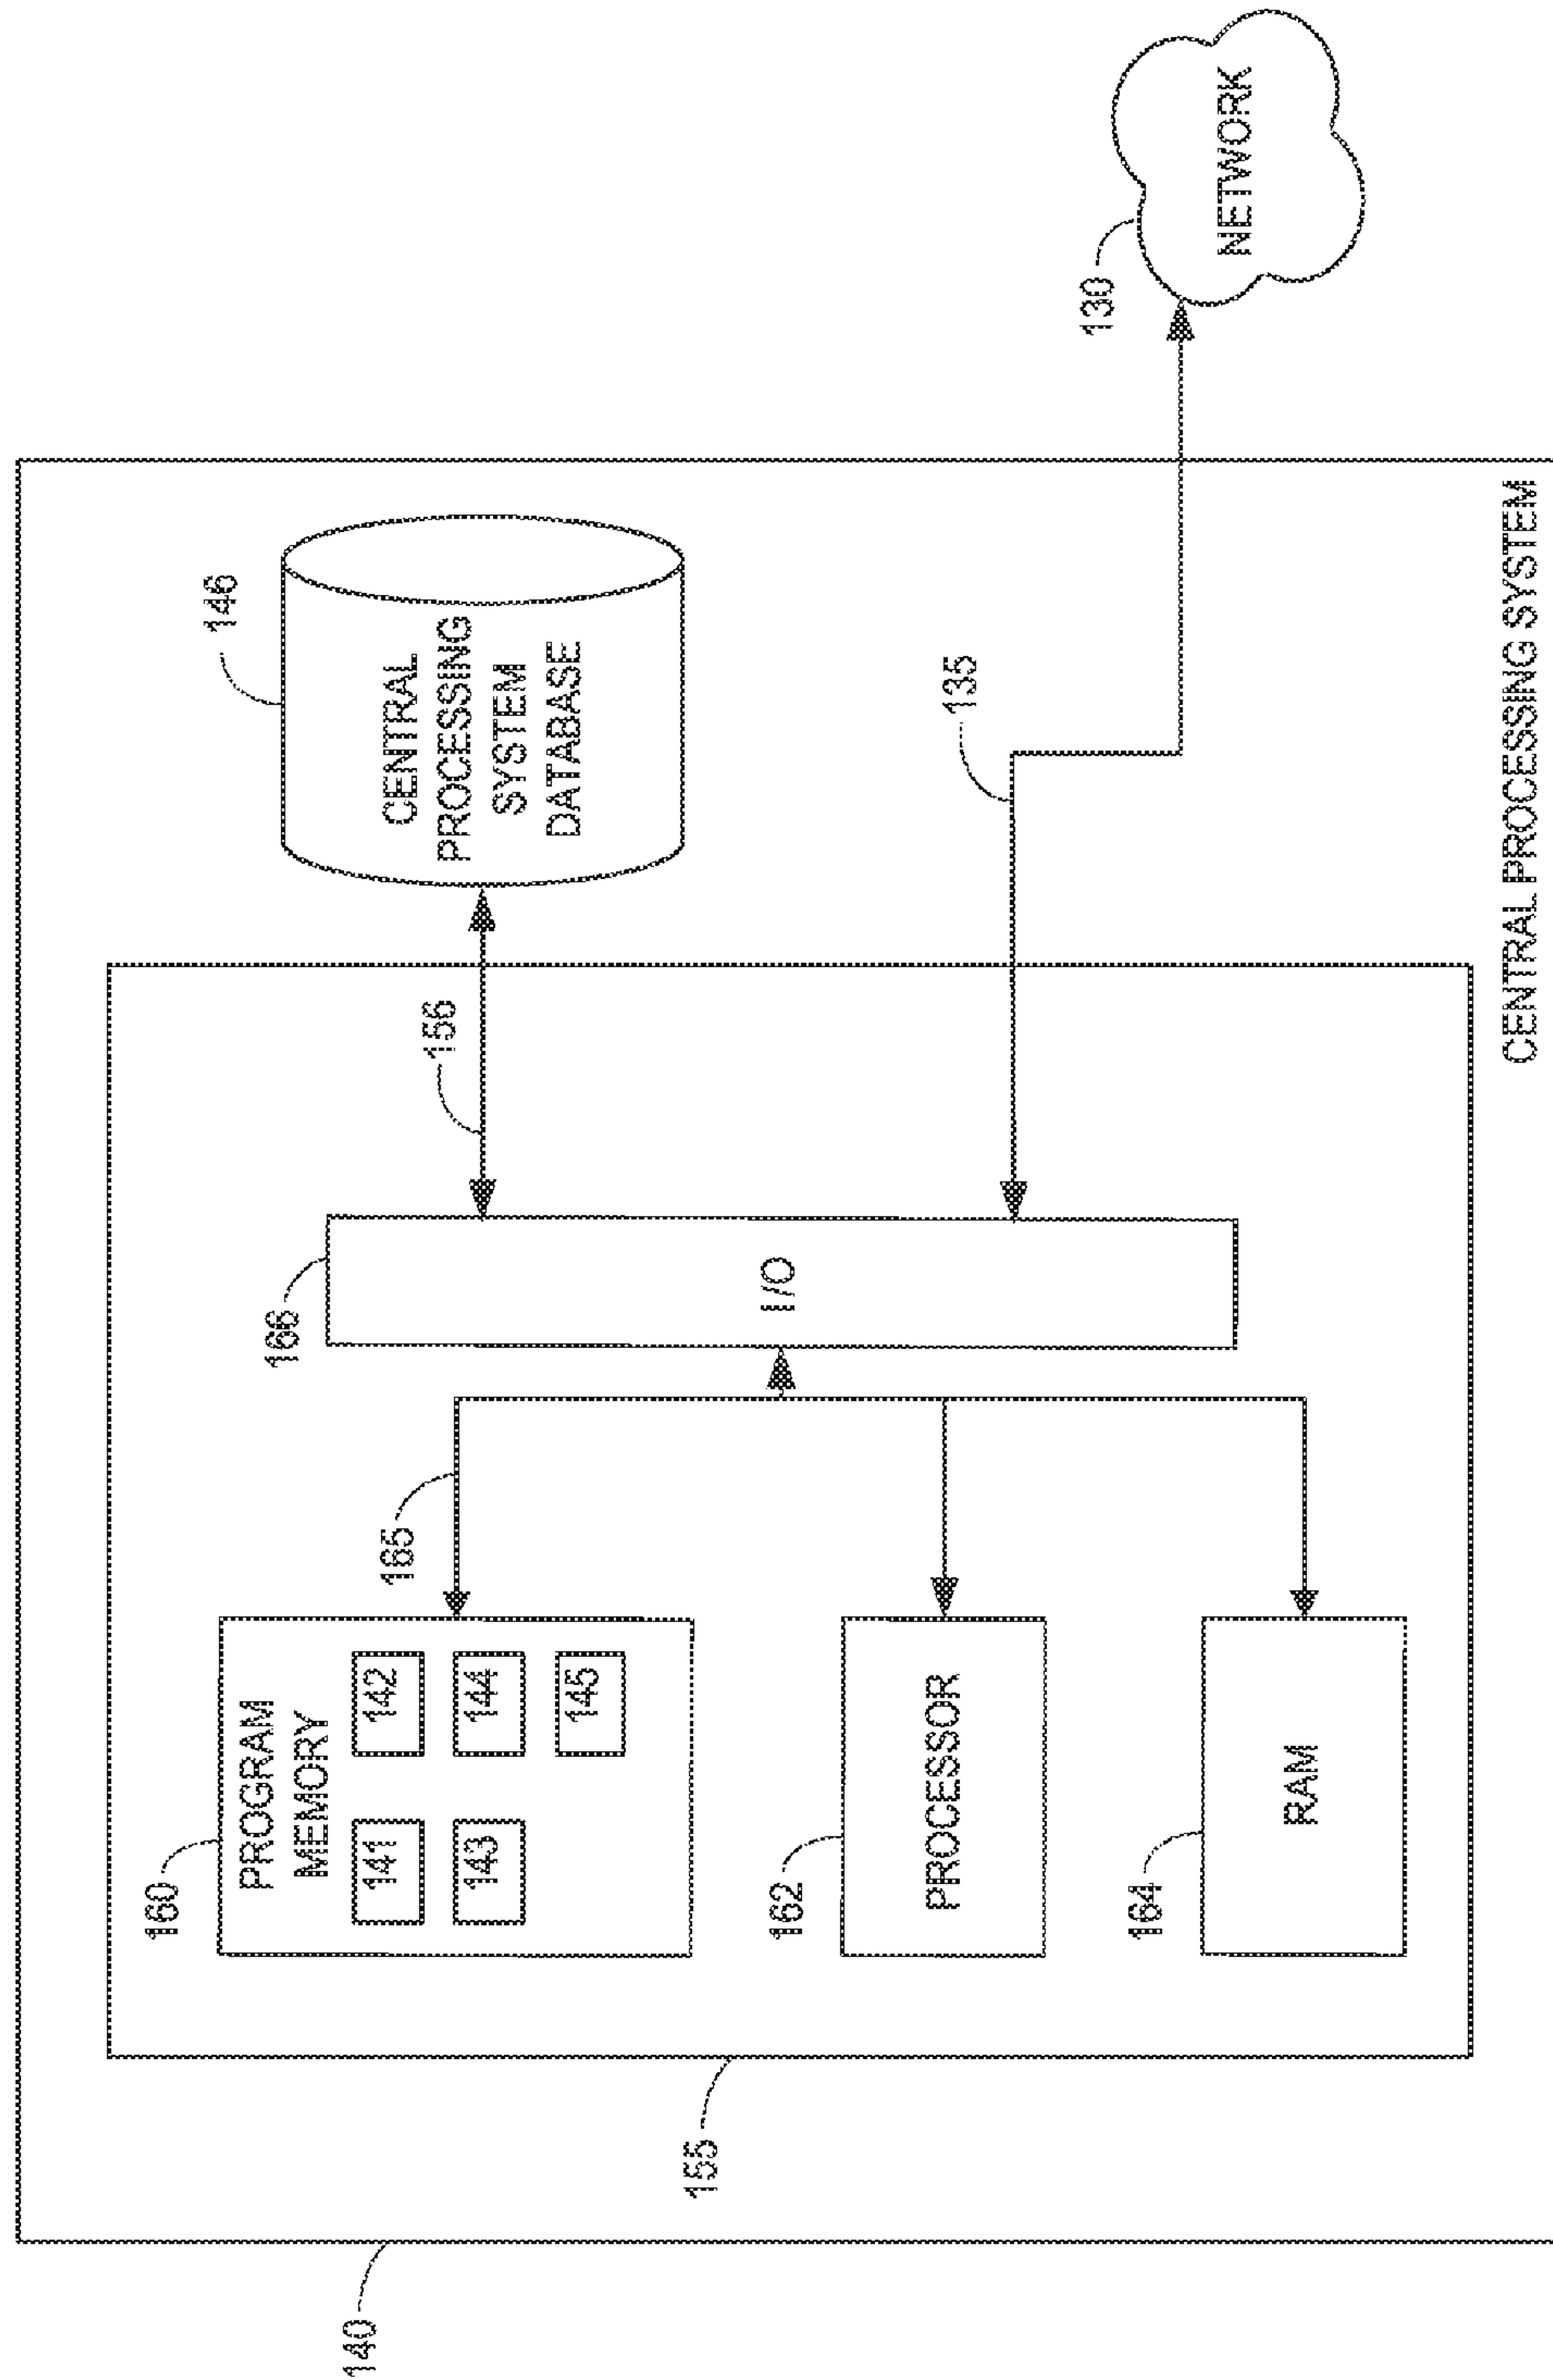 140
155
160
PROGRAM
MEMORY
141
142
143
144
145
165
162
PROCESSOR
164
RAM
166
I/O
156
146
CENTRAL
PROCESSING
SYSTEM
DATABASE
135
130
NETWORK
CENTRAL PROCESSING SYSTEM